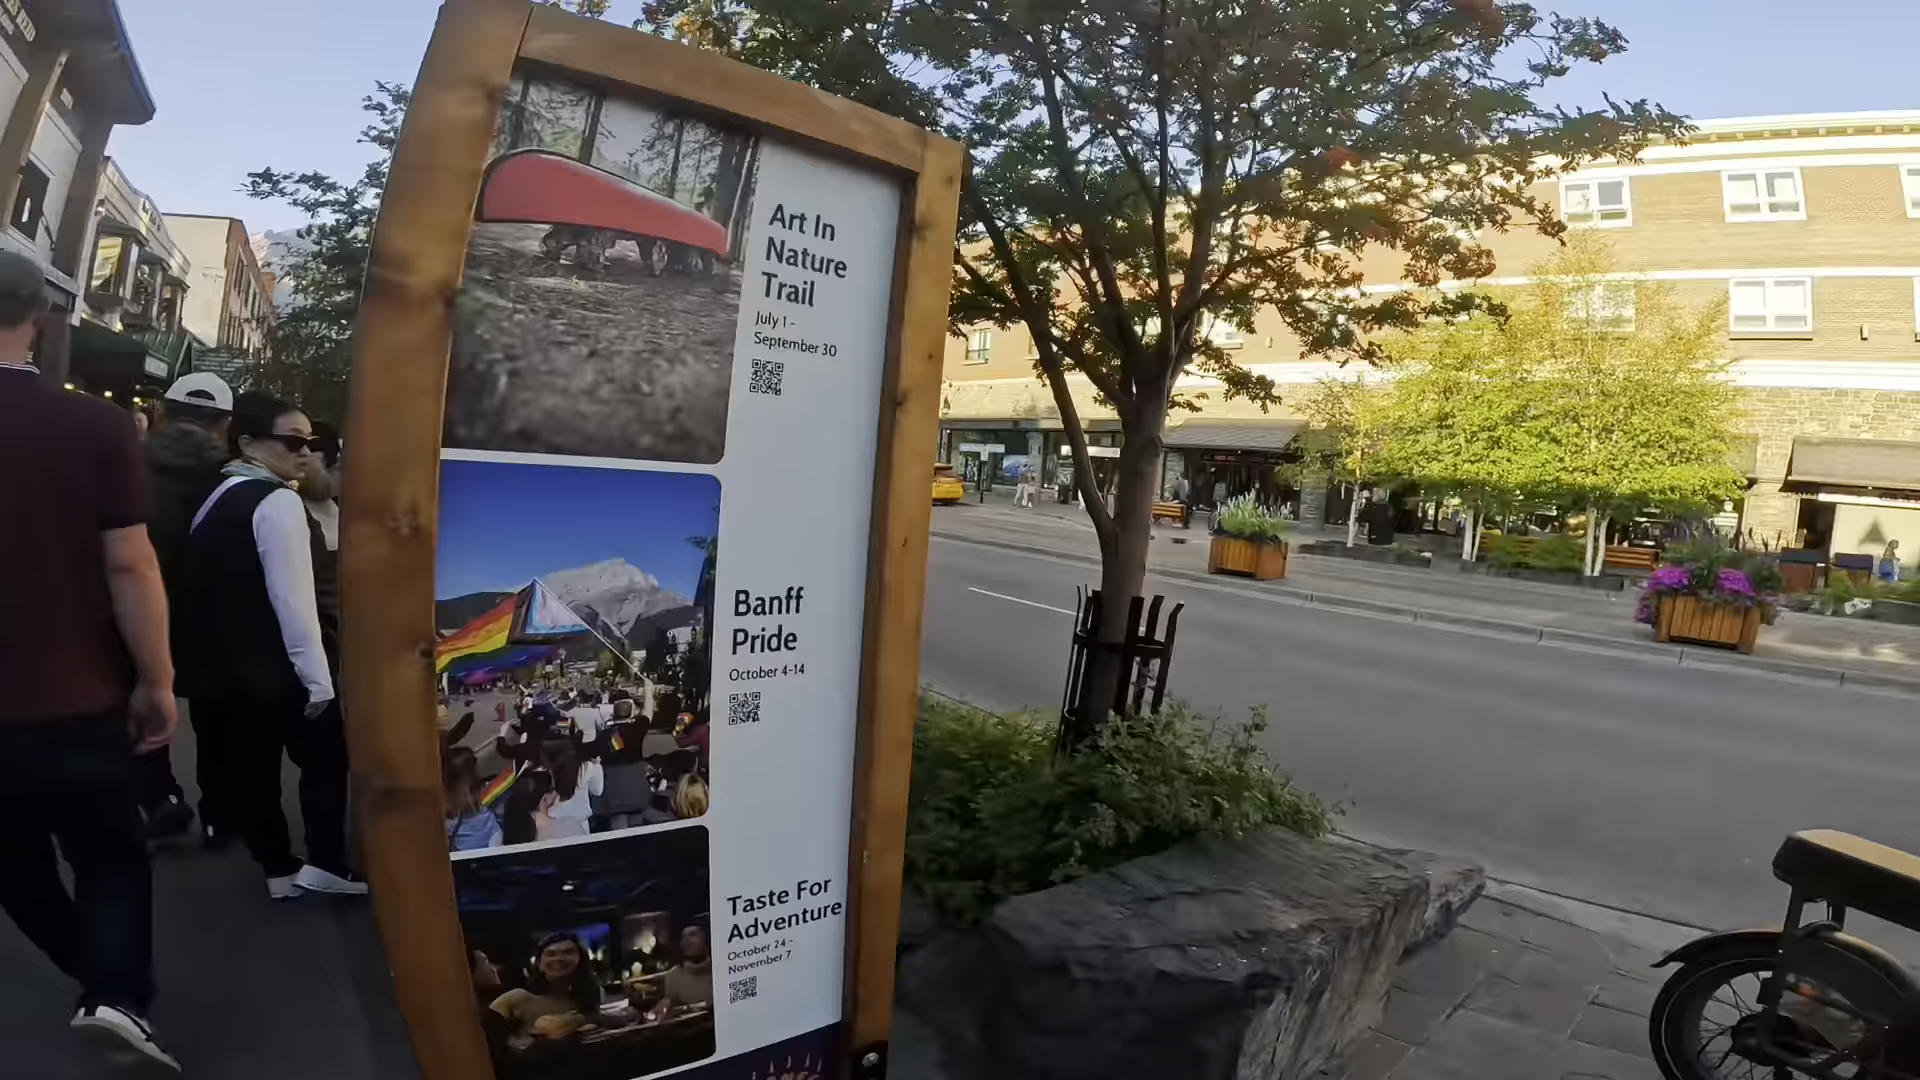 Art In
Nature
Trail
July 1 -
September 30
Banff
Pride
October 4-14
Taste For
Adventure
October 24 -
November 7